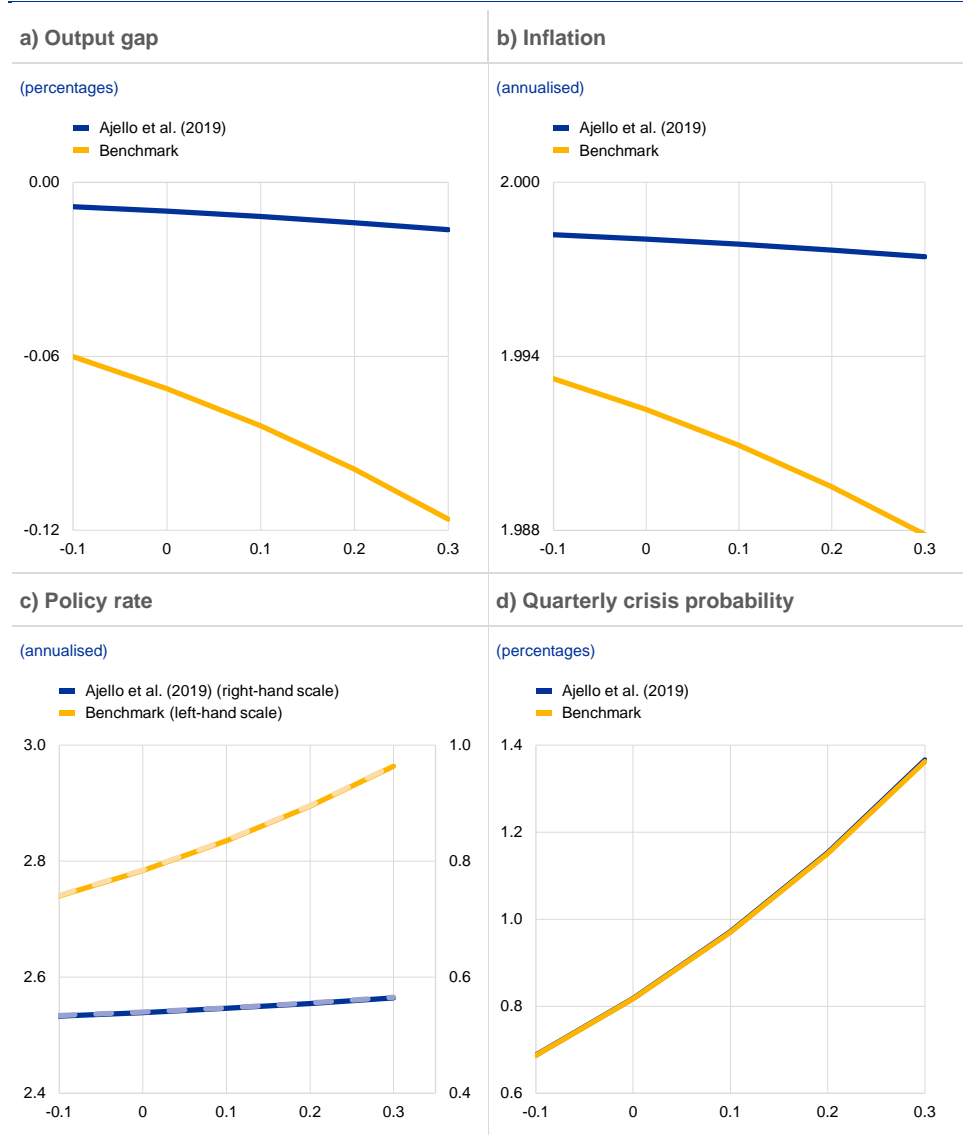 a) Output gap
(percentages)
Ajello et al. (2019)
Benchmark
0.00
-0.06
-0.12
-0.1 0 0.1 0.2 0.3
b) Inflation
(annualised)
Ajello et al. (2019)
Benchmark
2.000
1.994
1.988
-0.1 0 0.1 0.2 0.3
c) Policy rate
(annualised)
Ajello et al. (2019) (right-hand scale)
Benchmark (left-hand scale)
3.0 1.0
2.8 0.8
2.6 0.6
2.4 0.4
-0.1 0 0.1 0.2 0.3
d) Quarterly crisis probability
(percentages)
Ajello et al. (2019)
Benchmark
1.4
1.2
1.0
0.8
0.6
-0.1 0 0.1 0.2 0.3